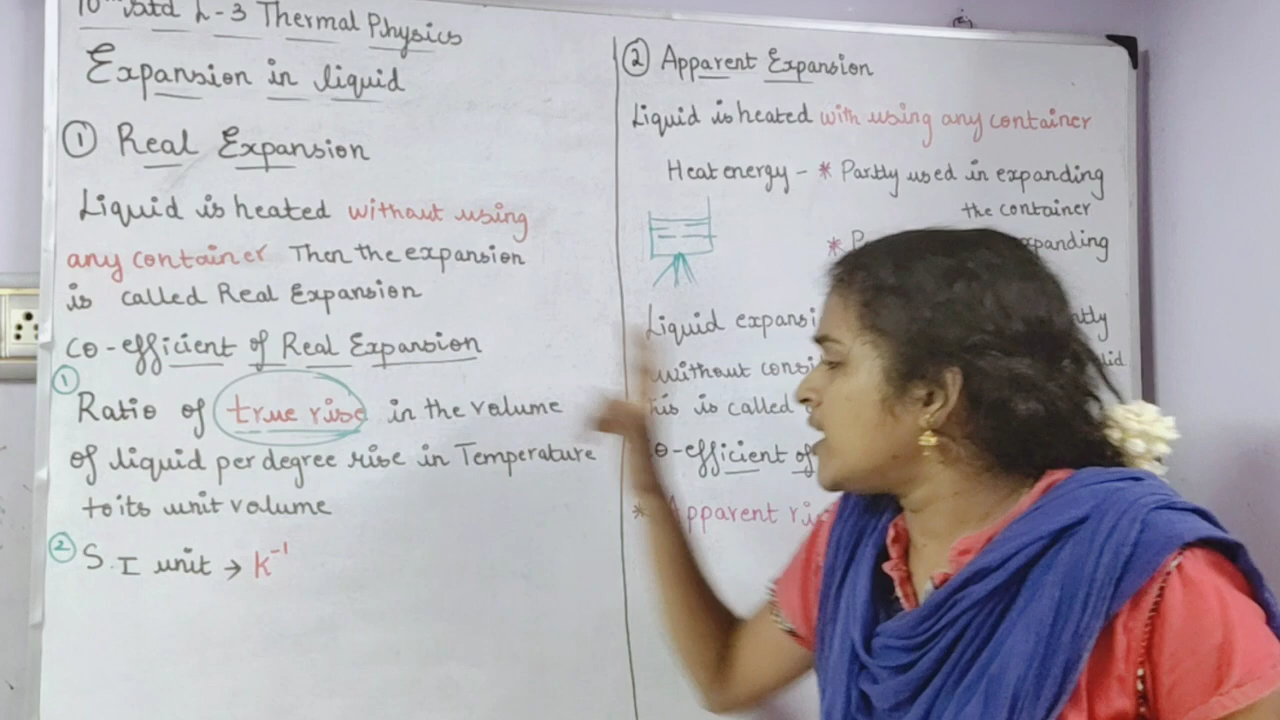 10th Std L-3 Thermal Physics
Expansion in liquid
① Real Expansion
Liquid is heated without using
any container Then the expansion
is called Real Expansion
Co-efficient of Real Expansion
① Ratio of true rise in the volume
of liquid per degree rise in Temperature
to its unit volume
② S.I unit → K⁻¹
② Apparent Expansion
Liquid is heated with using any container
Heat energy - * Partly used in expanding
the container
* P xpanding
Liquid expansi
without consi
This is called
Co-efficient of
* Apparent ri